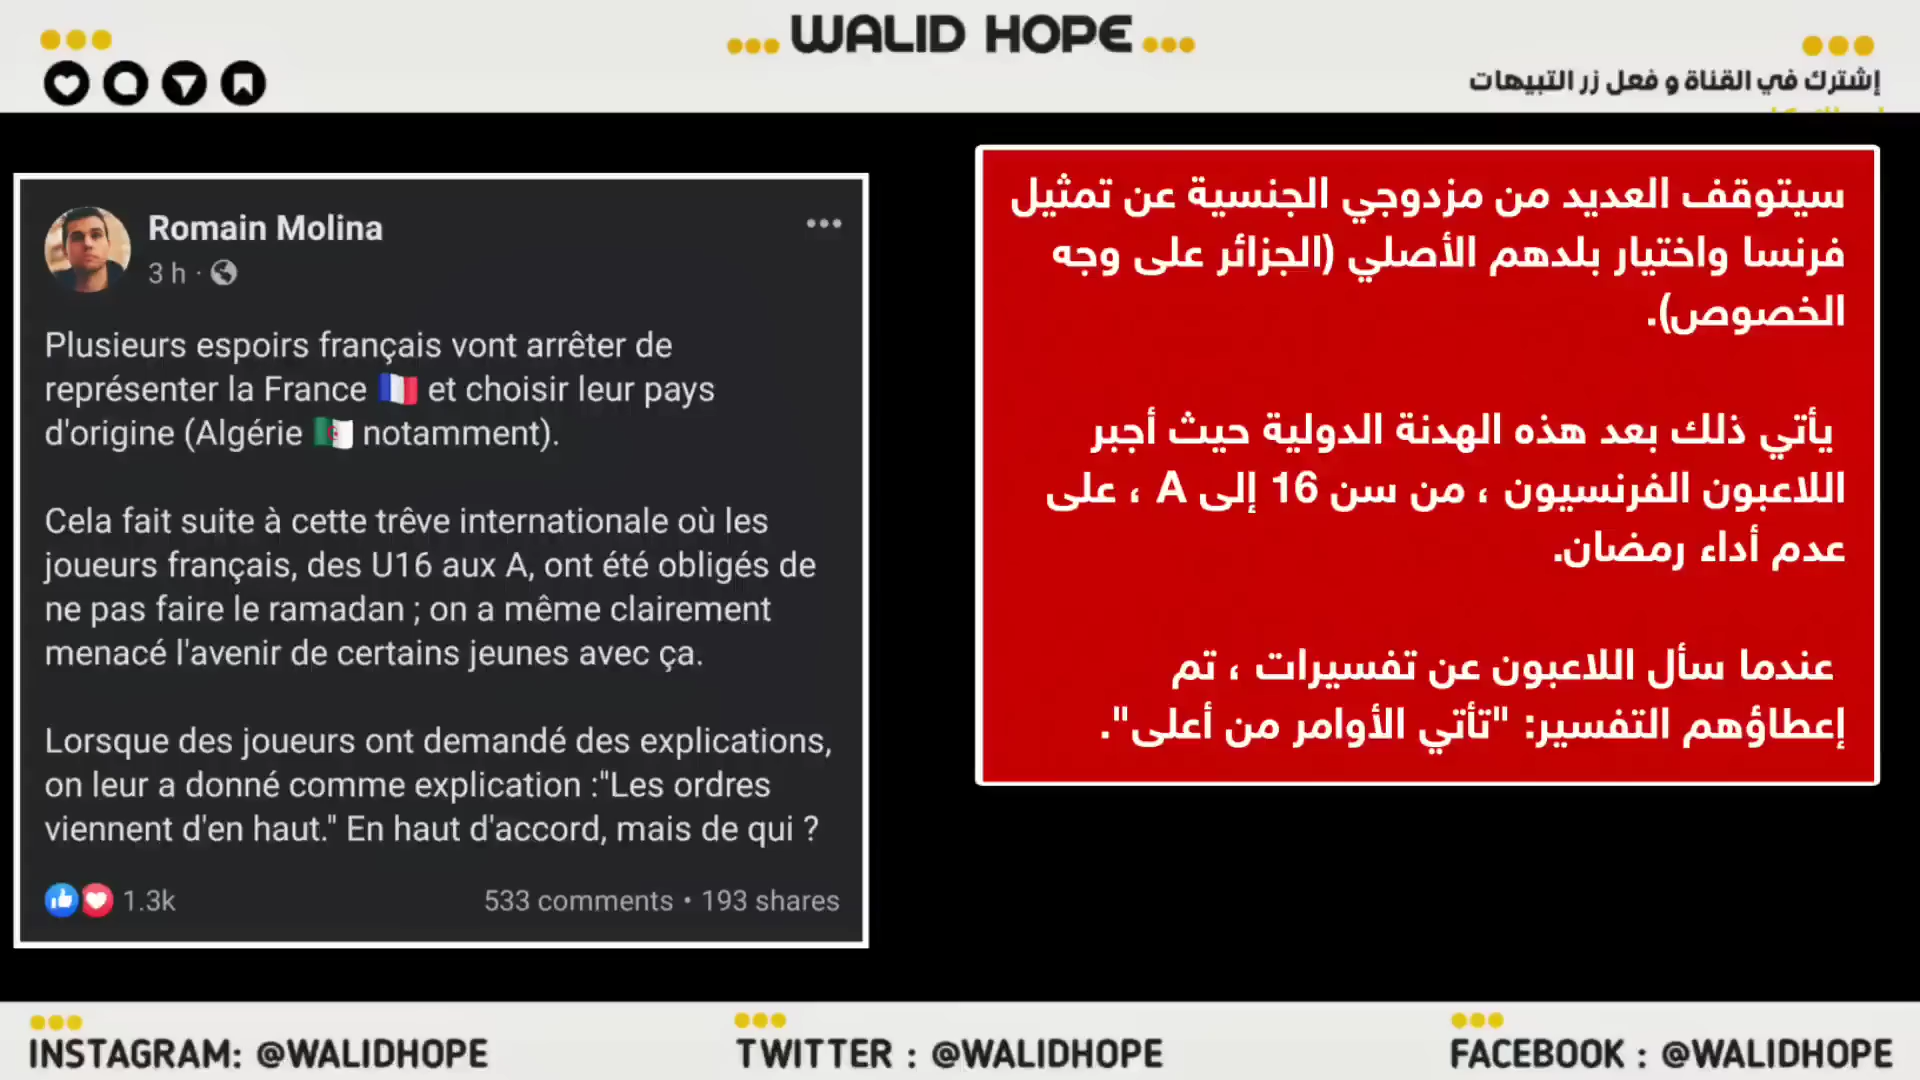 WALID HOPE
إشترك في القناة و فعل زر التبيهات
Romain Molina
3 h ·
Plusieurs espoirs français vont arrêter de
représenter la France 🇫🇷 et choisir leur pays
d'origine (Algérie 🇩🇿 notamment).
Cela fait suite à cette trêve internationale où les
joueurs français, des U16 aux A, ont été obligés de
ne pas faire le ramadan ; on a même clairement
menacé l'avenir de certains jeunes avec ça.
Lorsque des joueurs ont demandé des explications,
on leur a donné comme explication :"Les ordres
viennent d'en haut." En haut d'accord, mais de qui ?
1.3k
533 comments • 193 shares
سيتوقف العديد من مزدوجي الجنسية عن تمثيل
فرنسا واختيار بلدهم الأصلي (الجزائر على وجه
الخصوص).
يأتي ذلك بعد هذه الهدنة الدولية حيث أجبر
اللاعبون الفرنسيون ، من سن 16 إلى A ، على
عدم أداء رمضان.
عندما سأل اللاعبون عن تفسيرات ، تم
إعطاؤهم التفسير: "تأتي الأوامر من أعلى".
INSTAGRAM: @WALIDHOPE
TWITTER : @WALIDHOPE
FACEBOOK : @WALIDHOPE